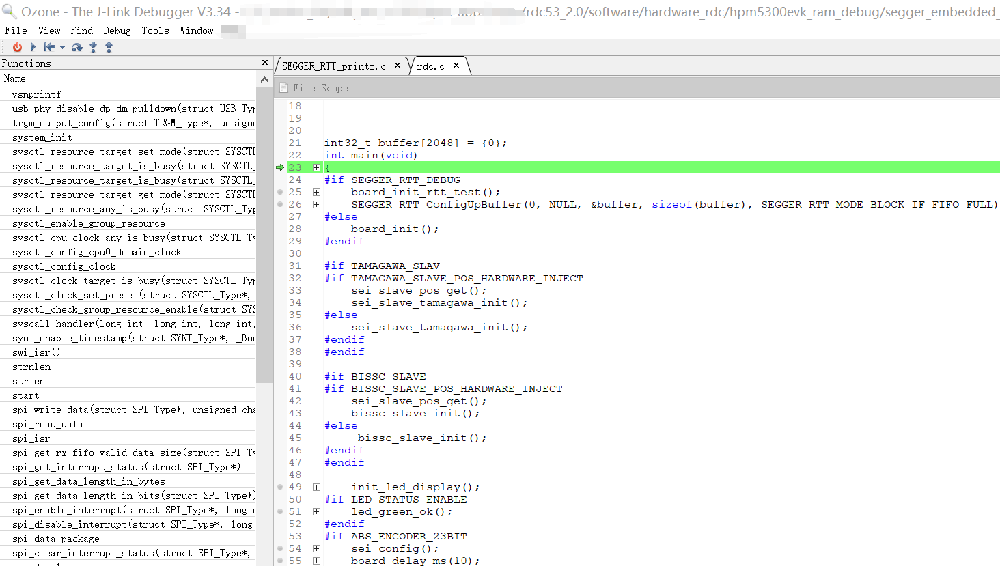 Ozone - The J-Link Debugger V3.34 - /rdc53_2.0/software/hardware_rdc/hpm5300evk_ram_debug/segger_embedded_
File View Find Debug Tools Window
Functions
Name
vsnprintf
usb_phy_disable_dp_dm_pulldown(struct USB_Typ
trgm_output_config(struct TRGM_Type*, unsigne
system_init
sysctl_resource_target_set_mode(struct SYSCTL
sysctl_resource_target_is_busy(struct SYSCTL_
sysctl_resource_target_is_busy(struct SYSCTL_
sysctl_resource_target_get_mode(struct SYSCTL
sysctl_resource_any_is_busy(struct SYSCTL_Typ
sysctl_enable_group_resource
sysctl_cpu_clock_any_is_busy(struct SYSCTL_Ty
sysctl_config_cpu0_domain_clock
sysctl_config_clock
sysctl_clock_target_is_busy(struct SYSCTL_Typ
sysctl_clock_set_preset(struct SYSCTL_Type*,
sysctl_check_group_resource_enable(struct SYS
syscall_handler(long int, long int, long int,
synt_enable_timestamp(struct SYNT_Type*, _Boo
swi_isr()
strnlen
strlen
start
spi_write_data(struct SPI_Type*, unsigned cha
spi_read_data
spi_isr
spi_get_rx_fifo_valid_data_size(struct SPI_Ty
spi_get_interrupt_status(struct SPI_Type*)
spi_get_data_length_in_bytes
spi_get_data_length_in_bits(struct SPI_Type*)
spi_enable_interrupt(struct SPI_Type*, long u
spi_disable_interrupt(struct SPI_Type*, long
spi_data_package
spi_clear_interrupt_status(struct SPI_Type*,
SEGGER_RTT_printf.c rdc.c
File Scope
18
19
20
21 int32_t buffer[2048] = {0};
22 int main(void)
23 {
24 #if SEGGER_RTT_DEBUG
25 board_init_rtt_test();
26 SEGGER_RTT_ConfigUpBuffer(0, NULL, &buffer, sizeof(buffer), SEGGER_RTT_MODE_BLOCK_IF_FIFO_FULL)
27 #else
28 board_init();
29 #endif
30
31 #if TAMAGAWA_SLAV
32 #if TAMAGAWA_SLAVE_POS_HARDWARE_INJECT
33 sei_slave_pos_get();
34 sei_slave_tamagawa_init();
35 #else
36 sei_slave_tamagawa_init();
37 #endif
38 #endif
39
40 #if BISSC_SLAVE
41 #if BISSC_SLAVE_POS_HARDWARE_INJECT
42 sei_slave_pos_get();
43 bissc_slave_init();
44 #else
45 bissc_slave_init();
46 #endif
47 #endif
48
49 init_led_display();
50 #if LED_STATUS_ENABLE
51 led_green_ok();
52 #endif
53 #if ABS_ENCODER_23BIT
54 sei_config();
55 board_delay_ms(10);